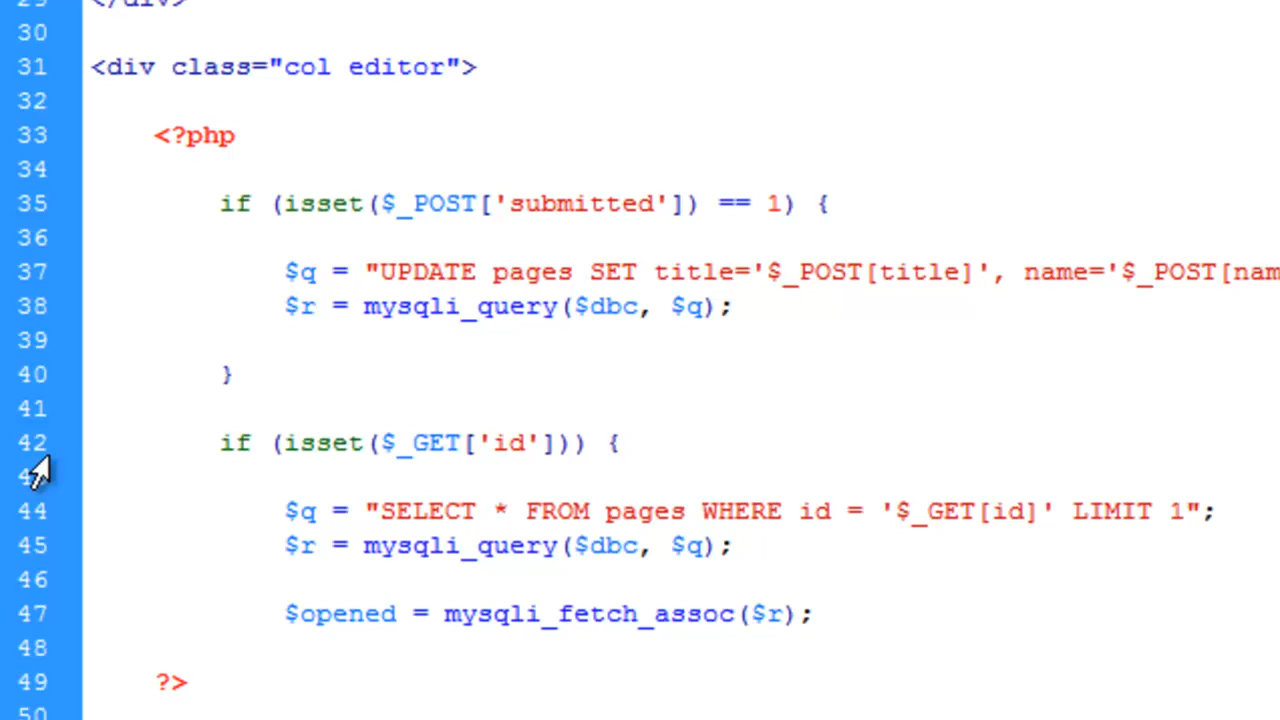 29 </div>
30
31 <div class="col editor">
32
33 <?php
34
35 if (isset($_POST['submitted']) == 1) {
36
37 $q = "UPDATE pages SET title='$_POST[title]', name='$_POST[nam
38 $r = mysqli_query($dbc, $q);
39
40 }
41
42 if (isset($_GET['id'])) {
44 $q = "SELECT * FROM pages WHERE id = '$_GET[id]' LIMIT 1";
45 $r = mysqli_query($dbc, $q);
46
47 $opened = mysqli_fetch_assoc($r);
48
49 ?>
50